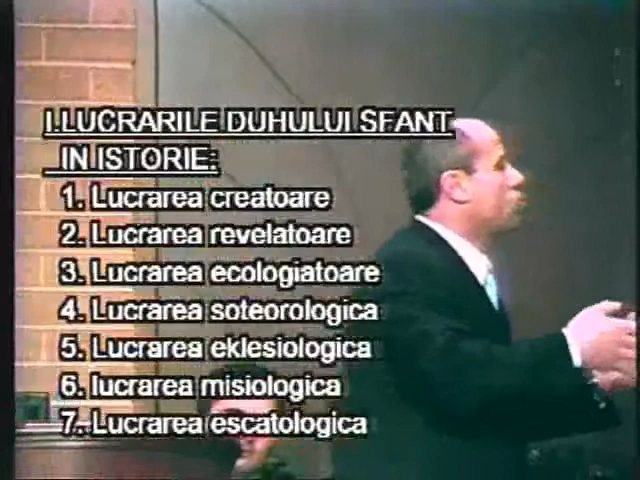 I.LUCRARILE DUHULUI SFANT
IN ISTORIE:
1. Lucrarea creatoare
2. Lucrarea revelatoare
3. Lucrarea ecologiatoare
4. Lucrarea soteorologica
5. Lucrarea eklesiologica
6. lucrarea misiologica
7. Lucrarea escatologica